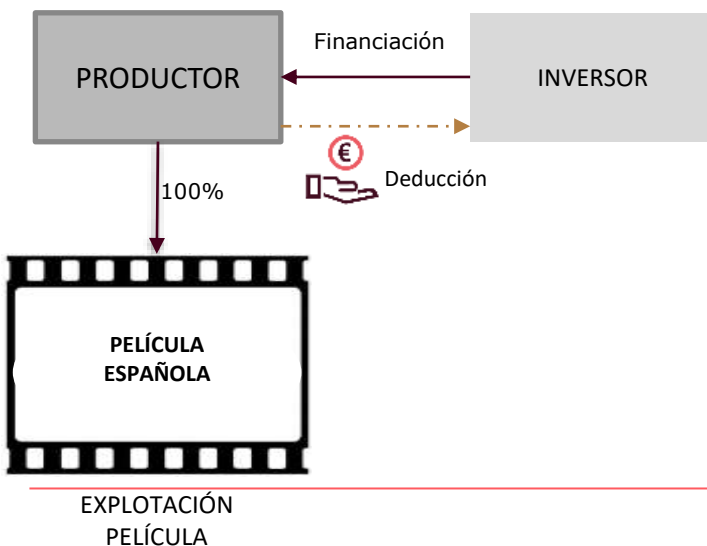 Financiación
PRODUCTOR
INVERSOR
€
Deducción
100%
PELÍCULA
ESPAÑOLA
EXPLOTACIÓN
PELÍCULA